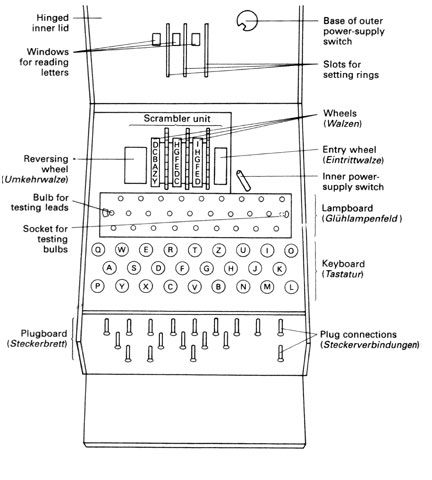 Hinged
inner lid
Base of outer
power-supply
switch
Windows
for reading
letters
Slots for
setting rings
Scrambler unit
Wheels
(Walzen)
Reversing
wheel
(Umkehrwalze)
D
C
B
A
Z
Y
H
G
F
E
D
C
I
H
G
F
E
D
Entry wheel
(Eintrittwalze)
Inner power-
supply switch
Bulb for
testing leads
Socket for
testing
bulbs
Lampboard
(Glühlampenfeld)
Q W E R T Z U I O
A S D F G H J K
P Y X C V B N M L
Keyboard
(Tastatur)
Plugboard
(Steckerbrett)
Plug connections
(Steckerverbindungen)